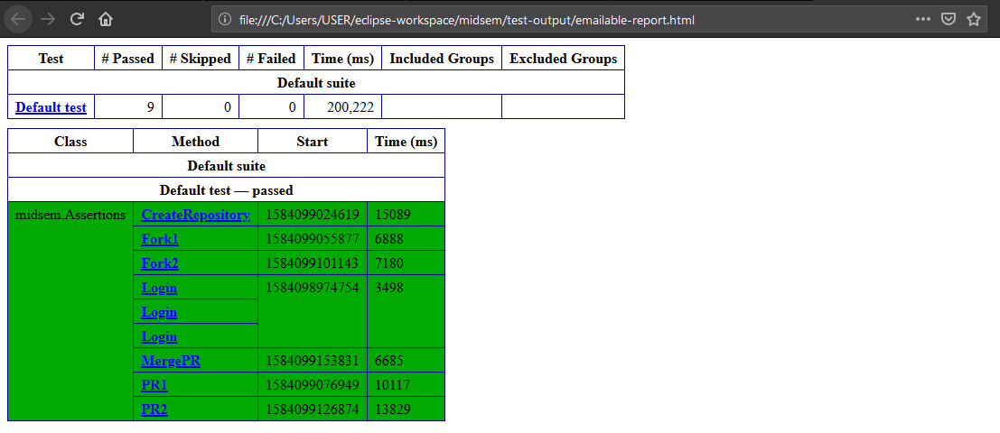 file:///C:/Users/USER/eclipse-workspace/midsem/test-output/emailable-report.html
Test # Passed # Skipped # Failed Time (ms) Included Groups Excluded Groups
Default suite
Default test 9 0 0 200,222
Class Method Start Time (ms)
Default suite
Default test — passed
midsem.Assertions CreateRepository 1584099024619 15089
Fork1 1584099055877 6888
Fork2 1584099101143 7180
Login 1584098974754 3498
Login
Login
MergePR 1584099153831 6685
PR1 1584099076949 10117
PR2 1584099126874 13829